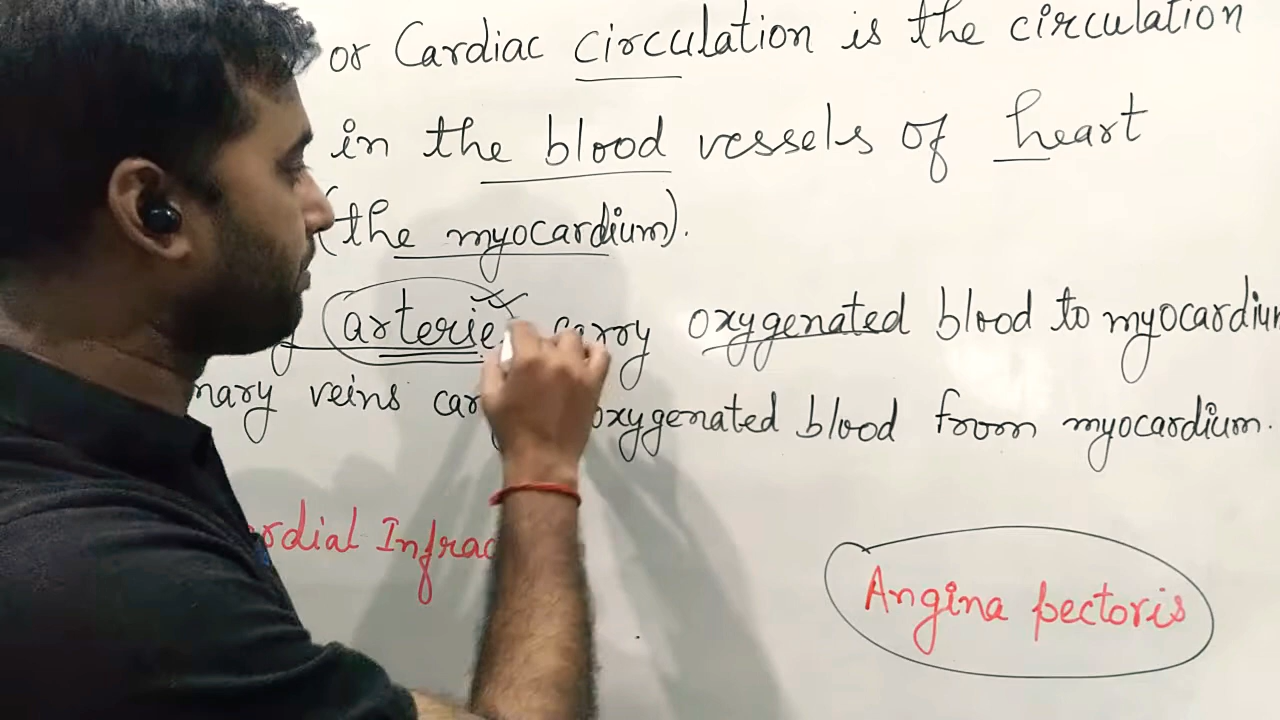 or Cardiac circulation is the circulation
in the blood vessels of heart
(the myocardium).
arteries carry oxygenated blood to myocardium
nary veins car oxygenated blood from myocardium.
ordial Infrac
Angina pectoris